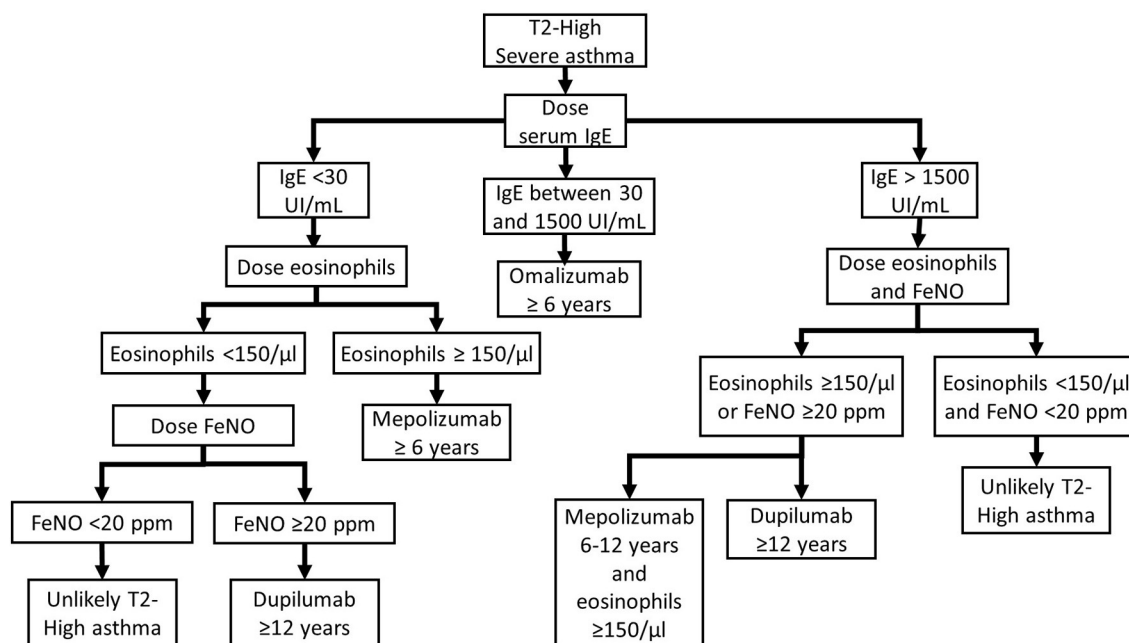 T2-High
Severe asthma
Dose
serum IgE
IgE <30
UI/mL
IgE between 30
and 1500 UI/mL
IgE > 1500
UI/mL
Dose eosinophils
Omalizumab
≥ 6 years
Dose eosinophils
and FeNO
Eosinophils <150/µl
Eosinophils ≥ 150/µl
Eosinophils ≥150/µl
or FeNO ≥20 ppm
Eosinophils <150/µl
and FeNO <20 ppm
Dose FeNO
Mepolizumab
≥ 6 years
FeNO <20 ppm
FeNO ≥20 ppm
Mepolizumab
6-12 years
and
eosinophils
≥150/µl
Dupilumab
≥12 years
Unlikely T2-
High asthma
Unlikely T2-
High asthma
Dupilumab
≥12 years